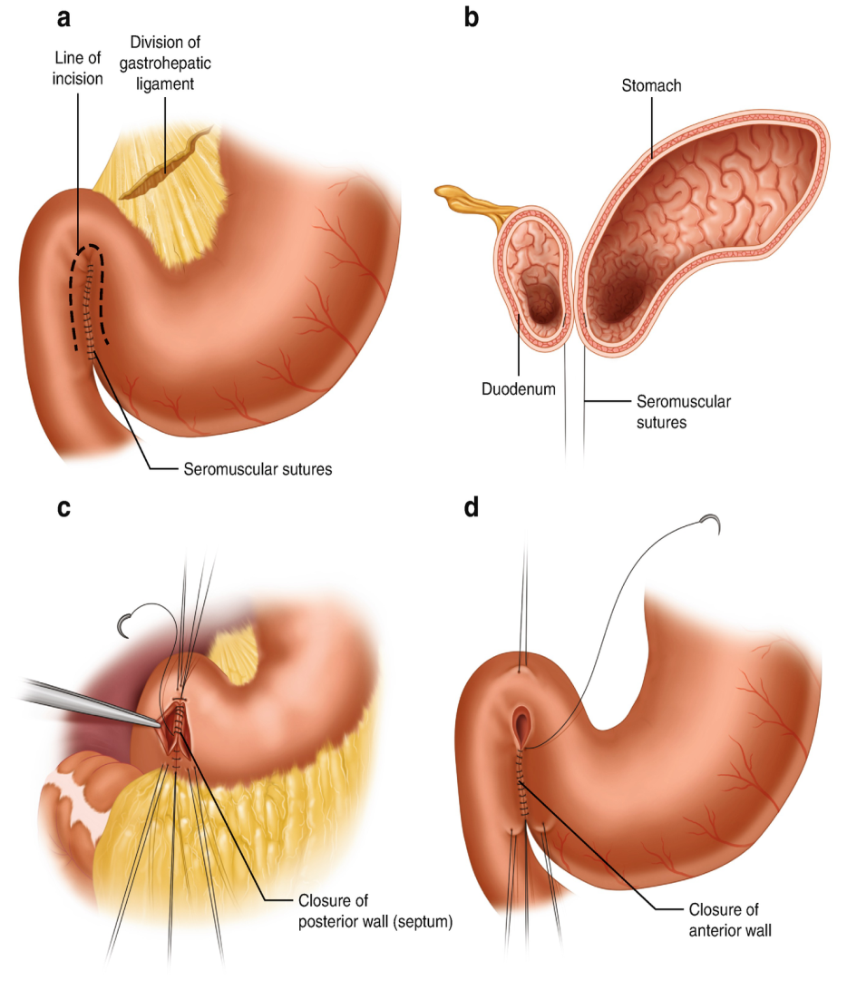 a
Line of
incision
Division of
gastrohepatic
ligament
Seromuscular sutures
b
Stomach
Duodenum
Seromuscular
sutures
c
Closure of
posterior wall (septum)
d
Closure of
anterior wall